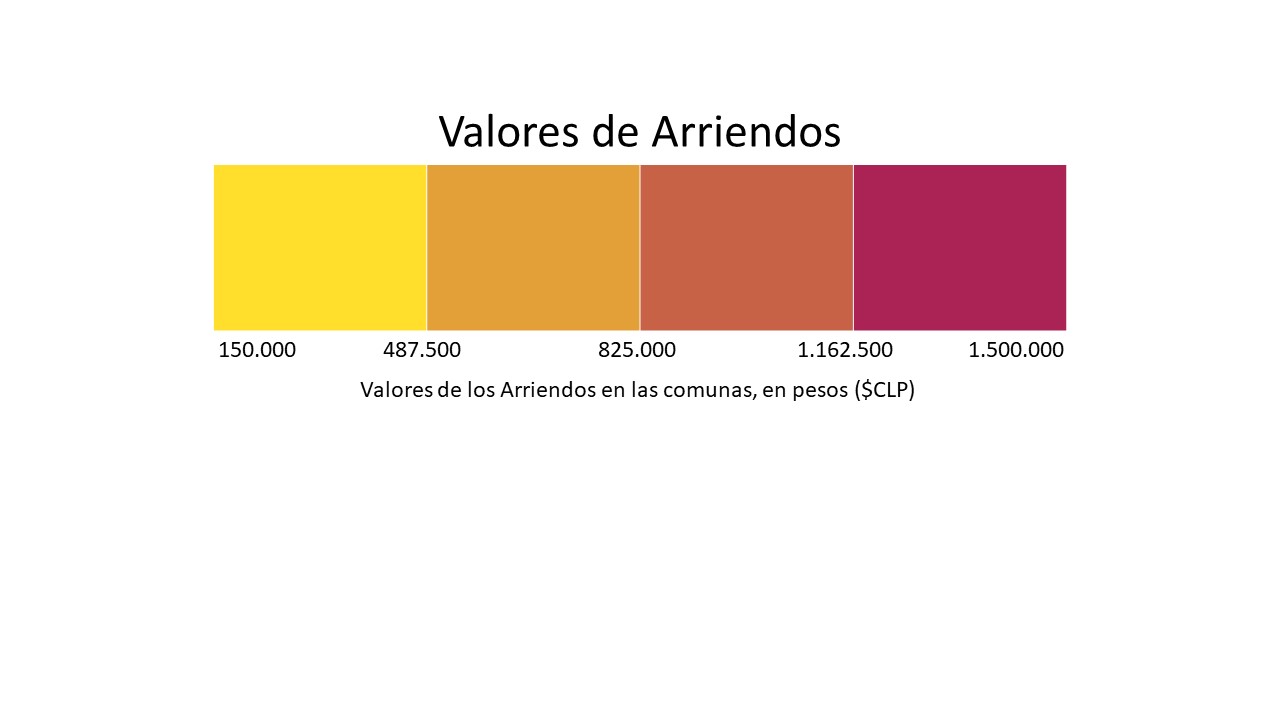 Valores de Arriendos
150.000 487.500 825.000 1.162.500 1.500.000
Valores de los Arriendos en las comunas, en pesos ($CLP)